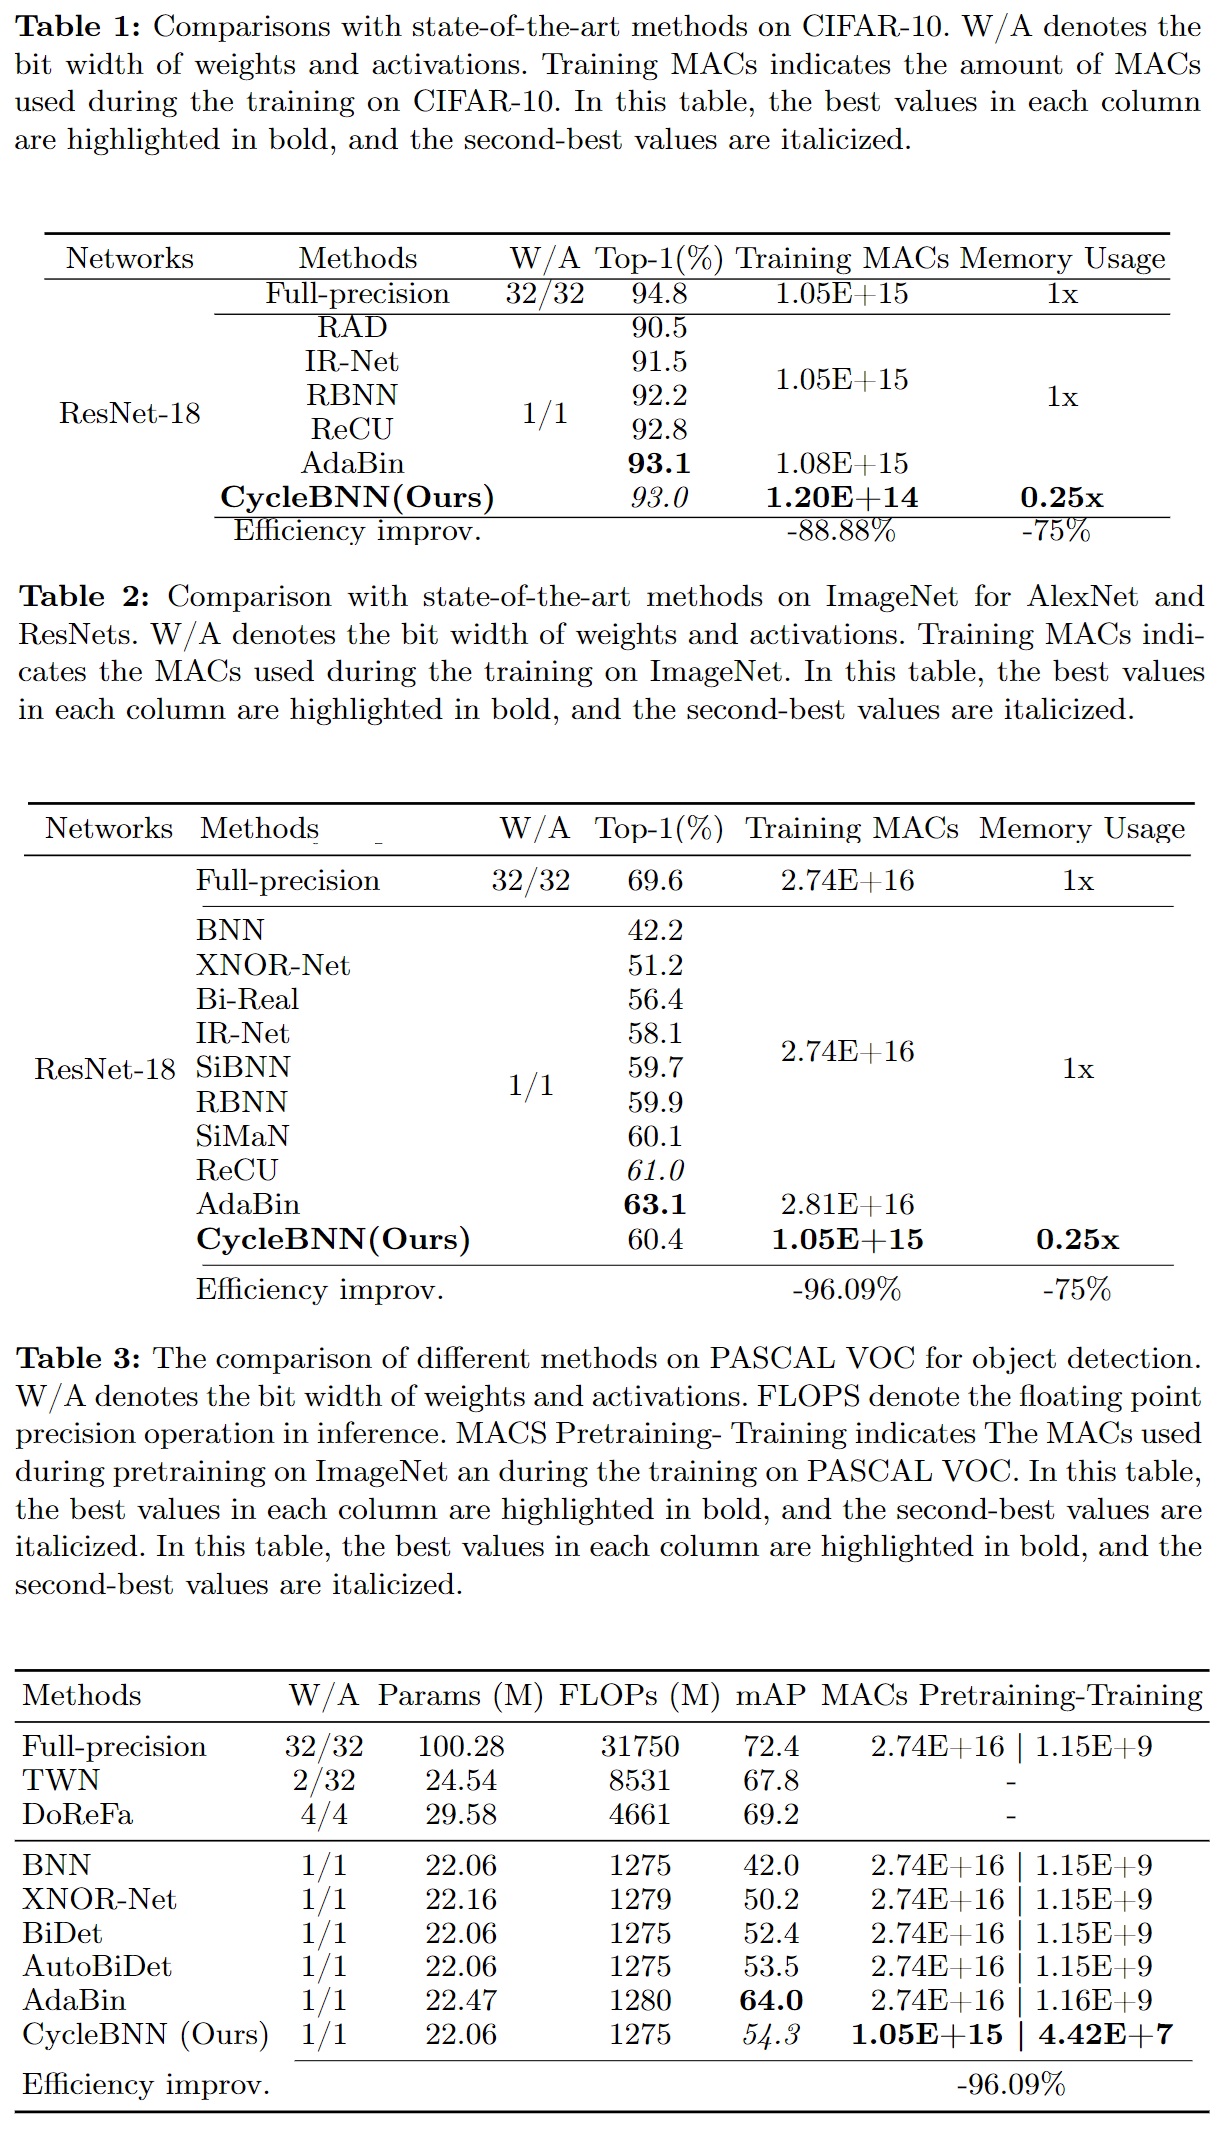 Table 1: Comparisons with state-of-the-art methods on CIFAR-10. W/A denotes the
bit width of weights and activations. Training MACs indicates the amount of MACs
used during the training on CIFAR-10. In this table, the best values in each column
are highlighted in bold, and the second-best values are italicized.
Networks Methods W/A Top-1(%) Training MACs Memory Usage
Full-precision 32/32 94.8 1.05E+15 1x
RAD 90.5
IR-Net 91.5
1.05E+15
RBNN 92.2 1x
ResNet-18 1/1
ReCU 92.8
AdaBin 93.1 1.08E+15
CycleBNN(Ours) 93.0 1.20E+14 0.25x
Efficiency improv. -88.88% -75%
Table 2: Comparison with state-of-the-art methods on ImageNet for AlexNet and
ResNets. W/A denotes the bit width of weights and activations. Training MACs indi-
cates the MACs used during the training on ImageNet. In this table, the best values
in each column are highlighted in bold, and the second-best values are italicized.
Networks Methods W/A Top-1(%) Training MACs Memory Usage
Full-precision 32/32 69.6 2.74E+16 1x
BNN 42.2
XNOR-Net 51.2
Bi-Real 56.4
IR-Net 58.1
2.74E+16
ResNet-18 SiBNN 59.7 1x
1/1
RBNN 59.9
SiMaN 60.1
ReCU 61.0
AdaBin 63.1 2.81E+16
CycleBNN(Ours) 60.4 1.05E+15 0.25x
Efficiency improv. -96.09% -75%
Table 3: The comparison of different methods on PASCAL VOC for object detection.
W/A denotes the bit width of weights and activations. FLOPS denote the floating point
precision operation in inference. MACS Pretraining- Training indicates The MACs used
during pretraining on ImageNet an during the training on PASCAL VOC. In this table,
the best values in each column are highlighted in bold, and the second-best values are
italicized. In this table, the best values in each column are highlighted in bold, and the
second-best values are italicized.
Methods W/A Params (M) FLOPs (M) mAP MACs Pretraining-Training
Full-precision 32/32 100.28 31750 72.4 2.74E+16 | 1.15E+9
TWN 2/32 24.54 8531 67.8 -
DoReFa 4/4 29.58 4661 69.2 -
BNN 1/1 22.06 1275 42.0 2.74E+16 | 1.15E+9
XNOR-Net 1/1 22.16 1279 50.2 2.74E+16 | 1.15E+9
BiDet 1/1 22.06 1275 52.4 2.74E+16 | 1.15E+9
AutoBiDet 1/1 22.06 1275 53.5 2.74E+16 | 1.15E+9
AdaBin 1/1 22.47 1280 64.0 2.74E+16 | 1.16E+9
CycleBNN (Ours) 1/1 22.06 1275 54.3 1.05E+15 | 4.42E+7
Efficiency improv. -96.09%